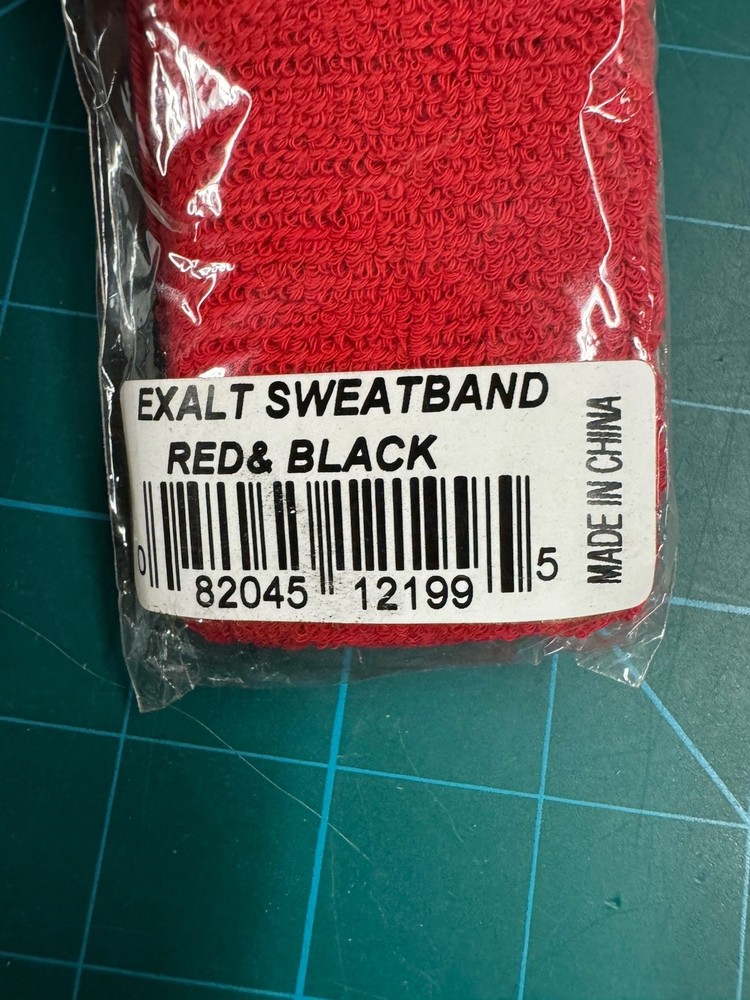 EXALT SWEATBAND
RED& BLACK
0 82045 12199 5
MADE IN CHINA